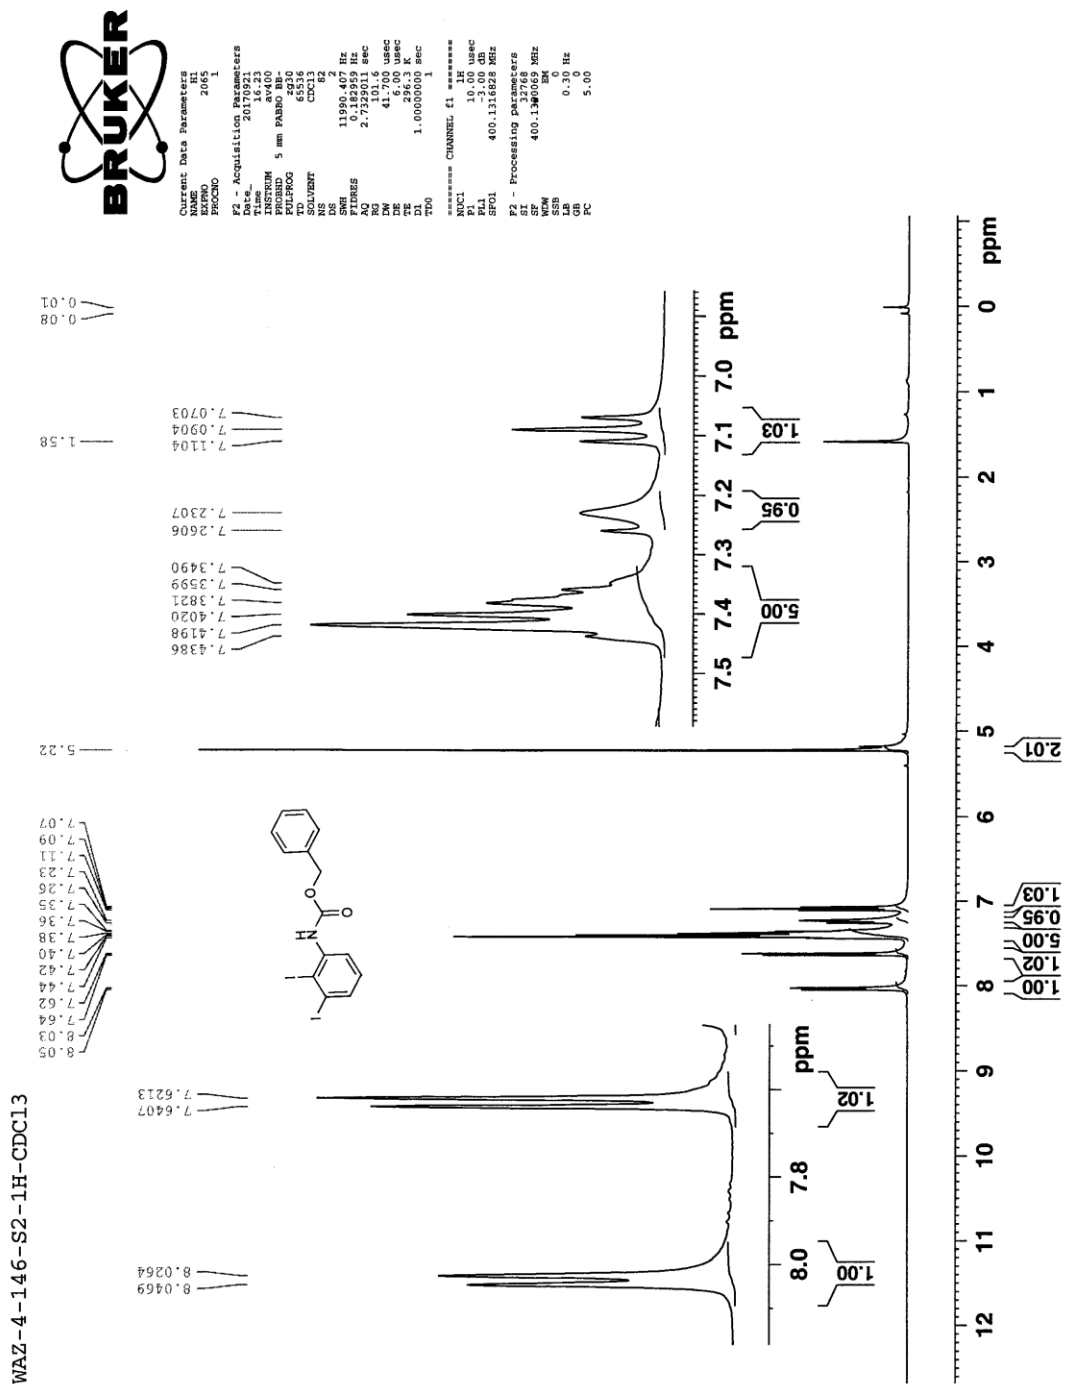 WAZ-4-146-S2-1H-CDCl3
8.05
8.03
7.64
7.62
7.44
7.42
7.40
7.38
7.36
7.35
7.26
7.23
7.11
7.09
7.07
5.22
1.58
0.08
0.01
BRUKER
Current Data Parameters
NAME H1
EXPNO 2065
PROCNO 1
F2 - Acquisition Parameters
Date_ 20170921
Time 16.23
INSTRUM av400
PROBHD 5 mm PABBO BB-
PULPROG zg30
TD 65536
SOLVENT CDCl3
NS 82
DS 2
SWH 11990.407 Hz
FIDRES 0.182959 Hz
AQ 2.7329011 sec
RG 101.6
DW 41.700 usec
DE 6.00 usec
TE 296.3 K
D1 1.00000000 sec
TD0 1
======== CHANNEL f1 ========
NUC1 1H
P1 10.00 usec
PL1 -3.00 dB
SFO1 400.1316828 MHz
F2 - Processing parameters
SI 32768
SF 400.1300069 MHz
WDW EM
SSB 0
LB 0.30 Hz
GB 0
PC 5.00
8.0469
8.0264
7.6407
7.6213
7.4386
7.4198
7.4020
7.3821
7.3599
7.3490
7.2606
7.2307
7.1104
7.0904
7.0703
I
I
H
N
O
O
8.0 7.8 ppm
1.00 1.02
7.5 7.4 7.3 7.2 7.1 7.0 ppm
5.00 0.95 1.03
12 11 10 9 8 7 6 5 4 3 2 1 0 ppm
1.00
1.02
5.00
0.95
1.03
2.01